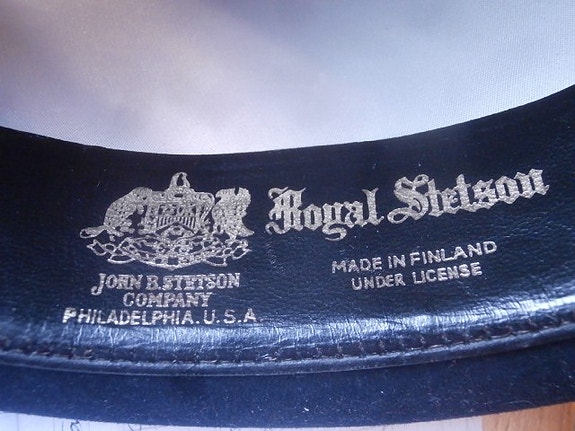 Royal Stetson
MADE IN FINLAND
UNDER LICENSE
JOHN B. STETSON
COMPANY
PHILADELPHIA. U.S.A